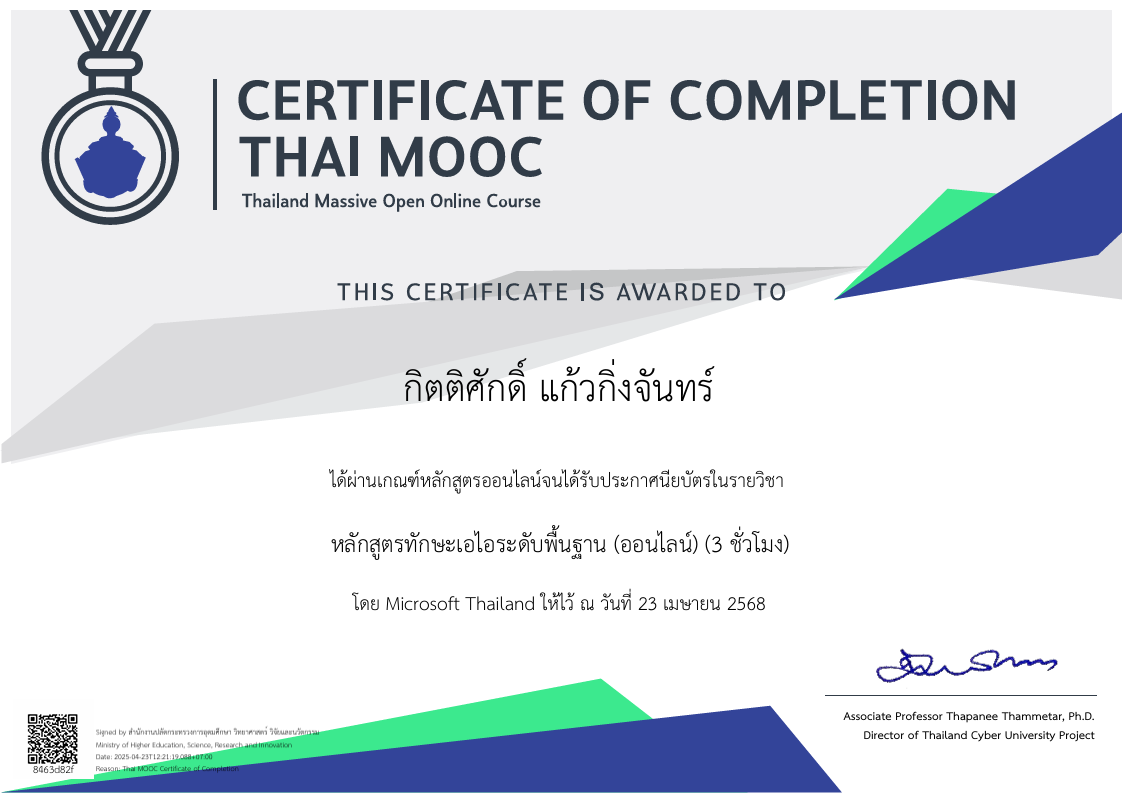 CERTIFICATE OF COMPLETION
THAI MOOC
Thailand Massive Open Online Course
THIS CERTIFICATE IS AWARDED TO
กิตติศักดิ์ แก้วกิ่งจันทร์
ได้ผ่านเกณฑ์หลักสูตรออนไลน์จนได้รับประกาศนียบัตรในรายวิชา
หลักสูตรทักษะเอไอระดับพื้นฐาน (ออนไลน์) (3 ชั่วโมง)
โดย Microsoft Thailand ให้ไว้ ณ วันที่ 23 เมษายน 2568
Associate Professor Thapanee Thammetar, Ph.D.
Director of Thailand Cyber University Project
Signed by สำนักงานปลัดกระทรวงการอุดมศึกษา วิทยาศาสตร์ วิจัยและนวัตกรรม
Ministry of Higher Education, Science, Research and Innovation
Date: 2025-04-23T12:21:19.088+07:00
Reason: Thai MOOC Certificate of Completion
8463d82f